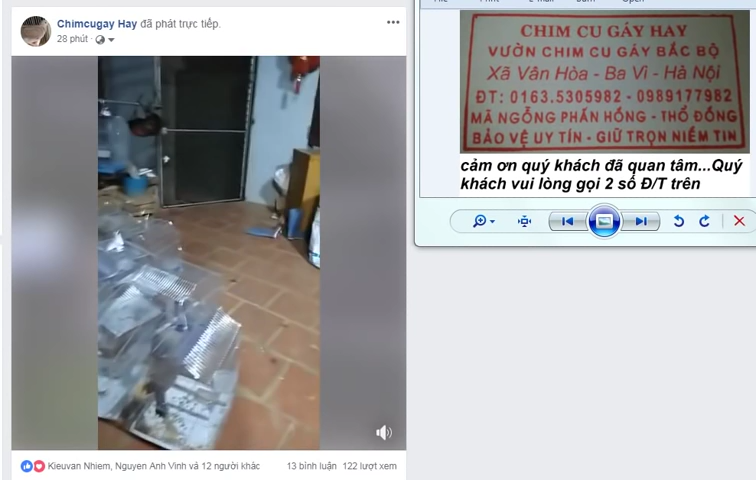 Chimcugay Hay đã phát trực tiếp.
28 phút ·
Kieuvan Nhiem, Nguyen Anh Vinh và 12 người khác
13 bình luận 122 lượt xem
CHIM CU GÁY HAY
VƯỜN CHIM CU GÁY BẮC BỘ
Xã Vân Hòa - Ba Vì - Hà Nội
ĐT: 0163.5305982 - 0989177982
MÃ NGỖNG PHẤN HỒNG - THỔ ĐỒNG
BẢO VỆ UY TÍN - GIỮ TRỌN NIỀM TIN
cảm ơn quý khách đã quan tâm...Quý
khách vui lòng gọi 2 số Đ/T trên